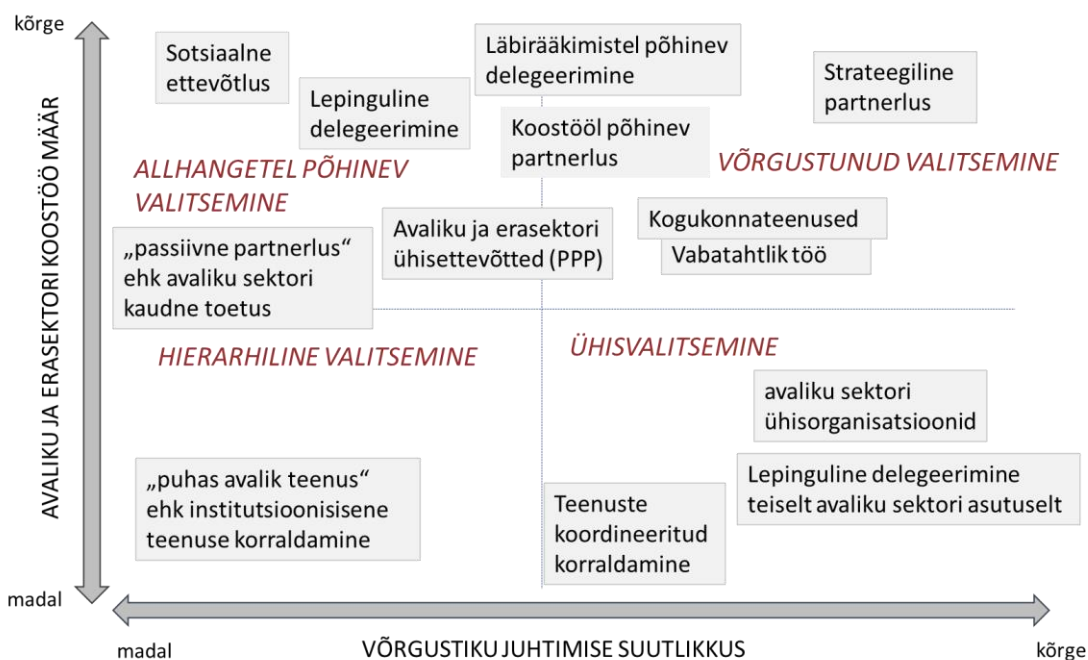 kõrge
Sotsiaalne
ettevõtlus
Lepinguline
delegeerimine
Läbirääkimistel põhinev
delegeerimine
Koostööl põhinev
partnerlus
Strateegiline
partnerlus
ALLHANGETEL PÕHINEV
VALITSEMINE
VÕRGUSTUNUD VALITSEMINE
„passiivne partnerlus“
ehk avaliku sektori
kaudne toetus
Avaliku ja erasektori
ühisettevõtted (PPP)
Kogukonnateenused
Vabatahtlik töö
AVALIKU JA ERASEKTORI KOOSTÖÖ MÄÄR
HIERARHILINE VALITSEMINE
ÜHISVALITSEMINE
avaliku sektori
ühisorganisatsioonid
„puhas avalik teenus“
ehk institutsioonisisene
teenuse korraldamine
Teenuste
koordineeritud
korraldamine
Lepinguline delegeerimine
teiselt avaliku sektori asutuselt
madal
madal
VÕRGUSTIKU JUHTIMISE SUUTLIKKUS
kõrge